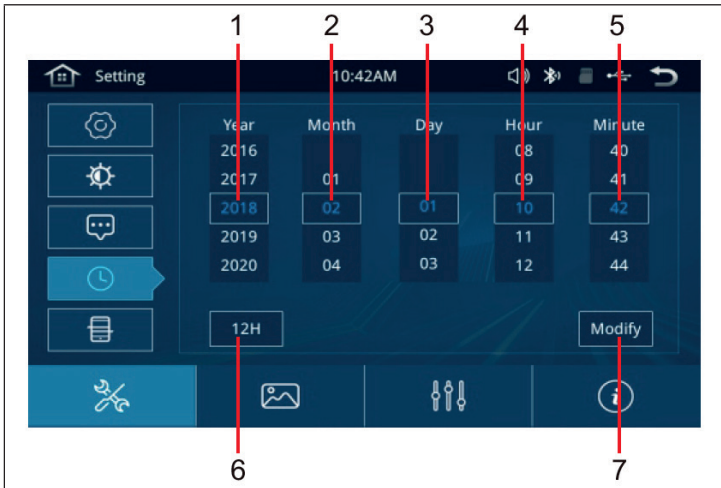 1 2 3 4 5
Setting 10:42AM
Year Month Day Hour Minute
2016 08 40
2017 01 09 41
2018 02 01 10 42
2019 03 02 11 43
2020 04 03 12 44
12H Modify
i
6 7